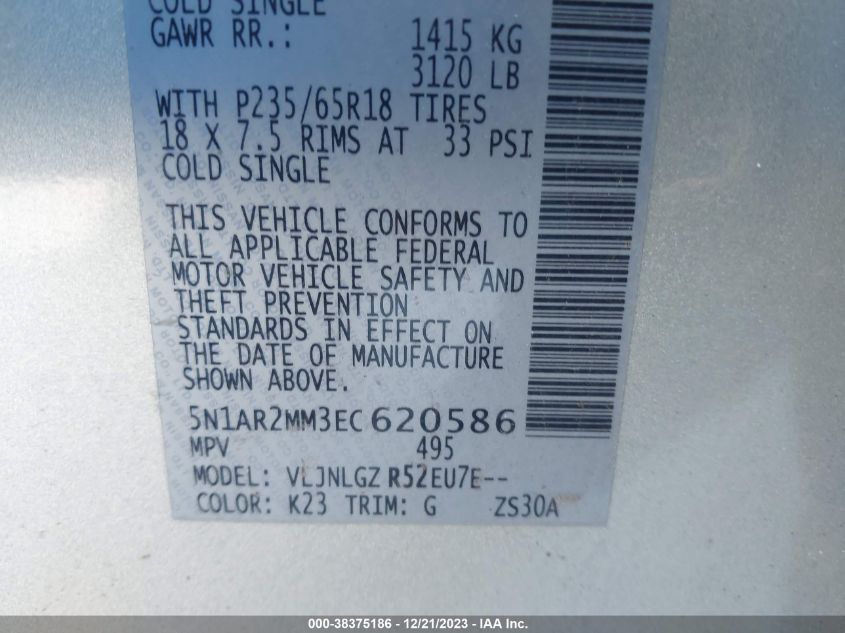 COLD SINGLE
GAWR RR.: 1415 KG
3120 LB
WITH P235/65R18 TIRES
18 X 7.5 RIMS AT 33 PSI
COLD SINGLE
THIS VEHICLE CONFORMS TO
ALL APPLICABLE FEDERAL
MOTOR VEHICLE SAFETY AND
THEFT PREVENTION
STANDARDS IN EFFECT ON
THE DATE OF MANUFACTURE
SHOWN ABOVE.
5N1AR2MM3EC620586
MPV 495
MODEL: VLJNLGZ R52EU7E--
COLOR: K23 TRIM: G ZS30A
000-38375186 - 12/21/2023 - IAA Inc.